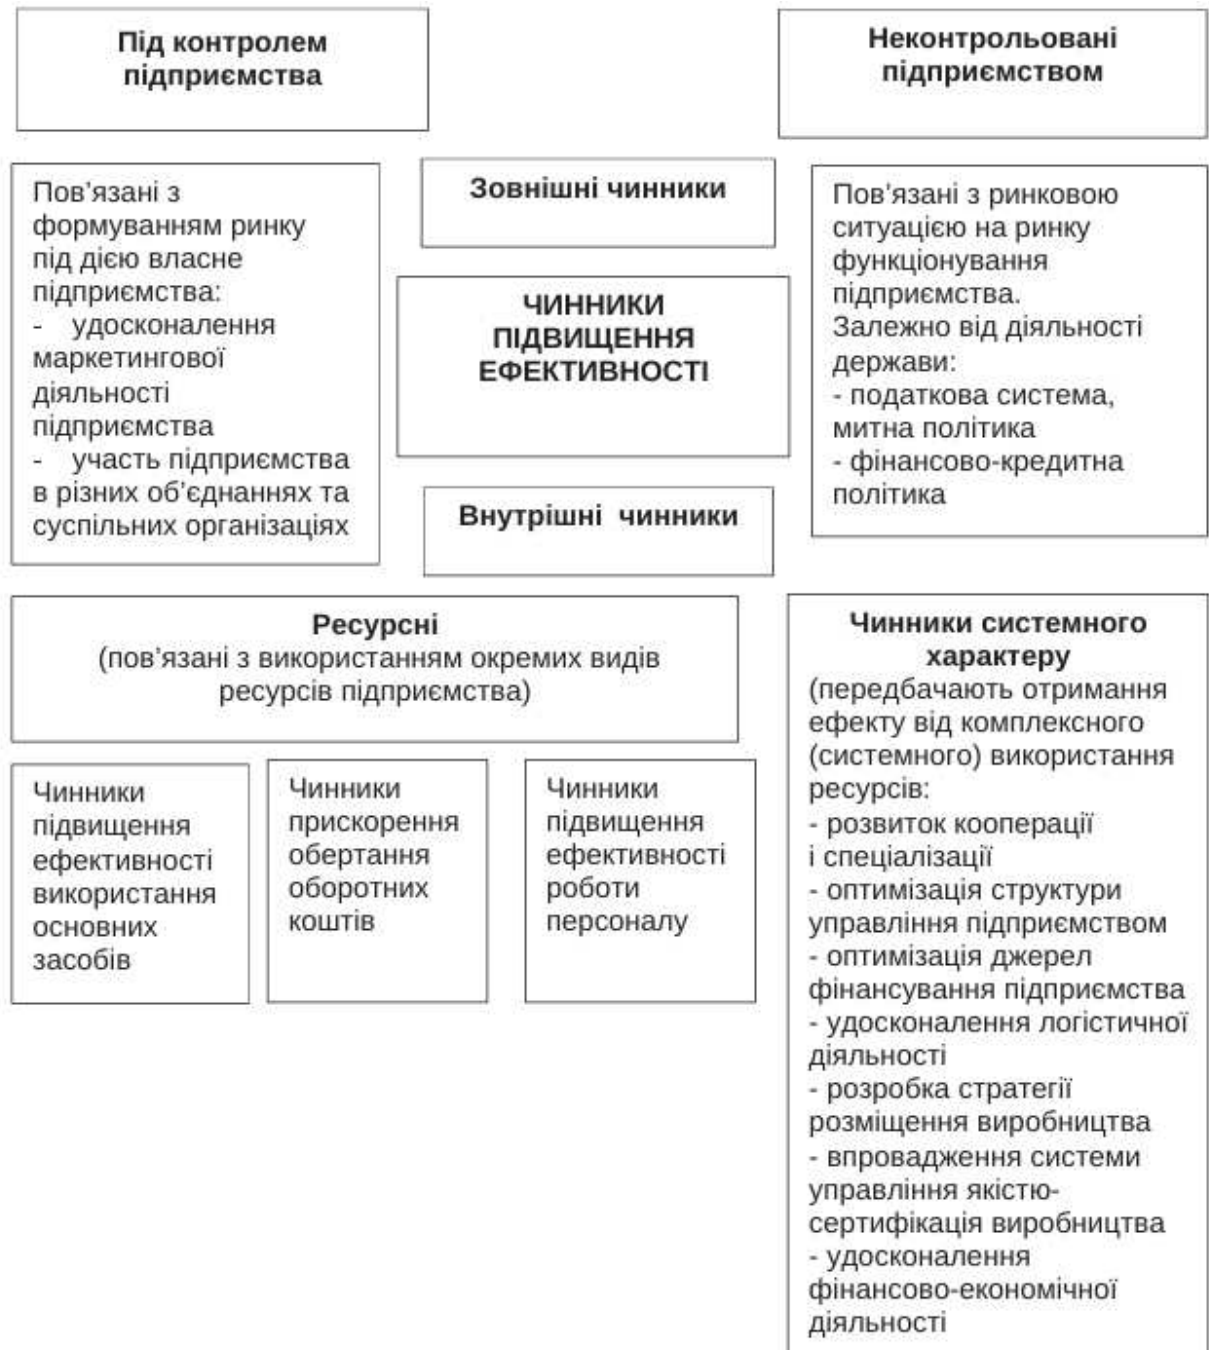 Під контролем
підприємства
Неконтрольовані
підприємством
Пов’язані з
формуванням ринку
під дією власне
підприємства:
- удосконалення
маркетингової
діяльності
підприємства
- участь підприємства
в різних об’єднаннях та
суспільних організаціях
Зовнішні чинники
ЧИННИКИ
ПІДВИЩЕННЯ
ЕФЕКТИВНОСТІ
Внутрішні чинники
Пов’язані з ринковою
ситуацією на ринку
функціонування
підприємства.
Залежно від діяльності
держави:
- податкова система,
митна політика
- фінансово-кредитна
політика
Ресурсні
(пов’язані з використанням окремих видів
ресурсів підприємства)
Чинники
підвищення
ефективності
використання
основних
засобів
Чинники
прискорення
обертання
оборотних
коштів
Чинники
підвищення
ефективності
роботи
персоналу
Чинники системного
характеру
(передбачають отримання
ефекту від комплексного
(системного) використання
ресурсів:
- розвиток кооперації
і спеціалізації
- оптимізація структури
управління підприємством
- оптимізація джерел
фінансування підприємства
- удосконалення логістичної
діяльності
- розробка стратегії
розміщення виробництва
- впровадження системи
управління якістю-
сертифікація виробництва
- удосконалення
фінансово-економічної
діяльності